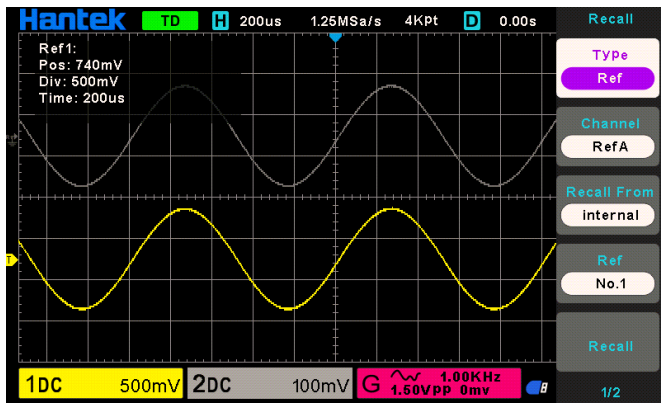 Hantek TD H 200us 1.25MSa/s 4Kpt D 0.00s Recall
Ref1:
Pos: 740mV
Div: 500mV
Time: 200us
Type
Ref
Channel
RefA
Recall From
internal
Ref
No.1
Recall
T
1DC 500mV 2DC 100mV G 1.00KHz
1.60Vpp 0mv
1/2